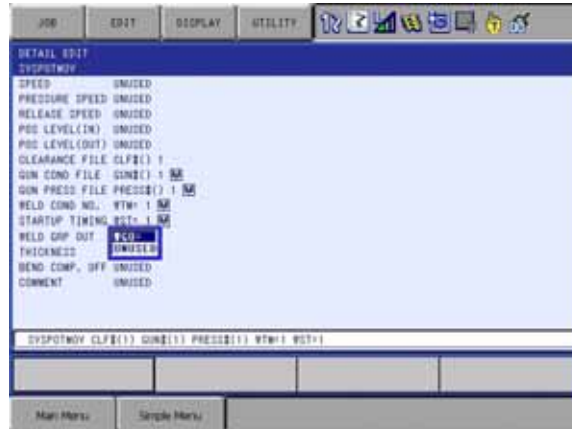 JOB EDIT DISPLAY UTILITY
DETAIL EDIT
SVSPOTMOV
SPEED UNUSED
PRESSURE SPEED UNUSED
RELEASE SPEED UNUSED
POS LEVEL(IN) UNUSED
POS LEVEL(OUT) UNUSED
CLEARANCE FILE CLF#() 1
GUN COND FILE GUN#() 1
GUN PRESS FILE PRESS#() 1
WELD COND NO. WTM= 1
STARTUP TIMING WST= 1
WELD GRP OUT WGO=
THICKNESS UNUSED
BEND COMP. OFF UNUSED
COMMENT UNUSED
SVSPOTMOV CLF#(1) GUN#(1) PRESS#(1) WTM=1 WST=1
Main Menu Simple Menu